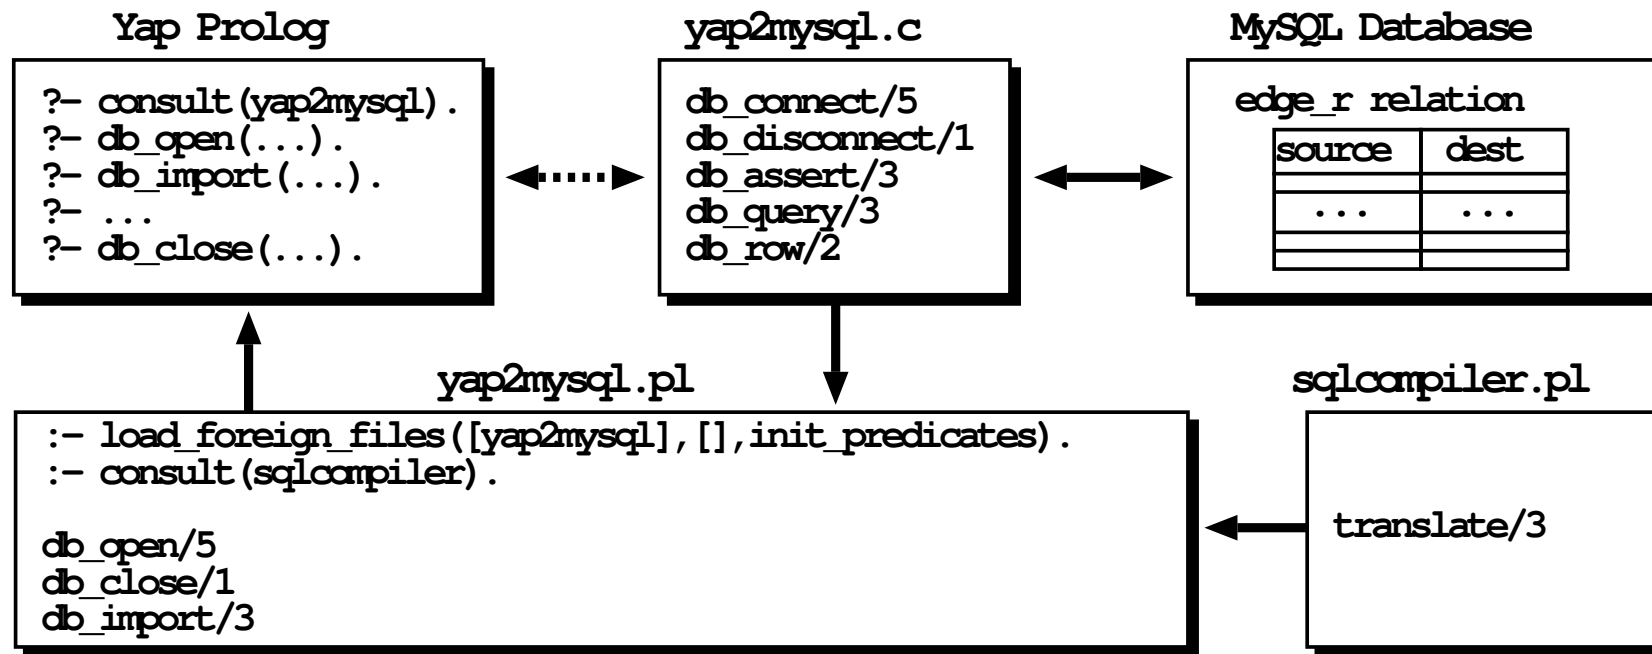 Yap Prolog
?- consult(yap2mysql).
?- db_open(...).
?- db_import(...).
?- ...
?- db_close(...).
yap2mysql.c
db_connect/5
db_disconnect/1
db_assert/3
db_query/3
db_row/2
MySQL Database
edge_r relation
source dest
... ...
yap2mysql.pl
:- load_foreign_files([yap2mysql],[],init_predicates).
:- consult(sqlcompiler).
db_open/5
db_close/1
db_import/3
sqlcompiler.pl
translate/3